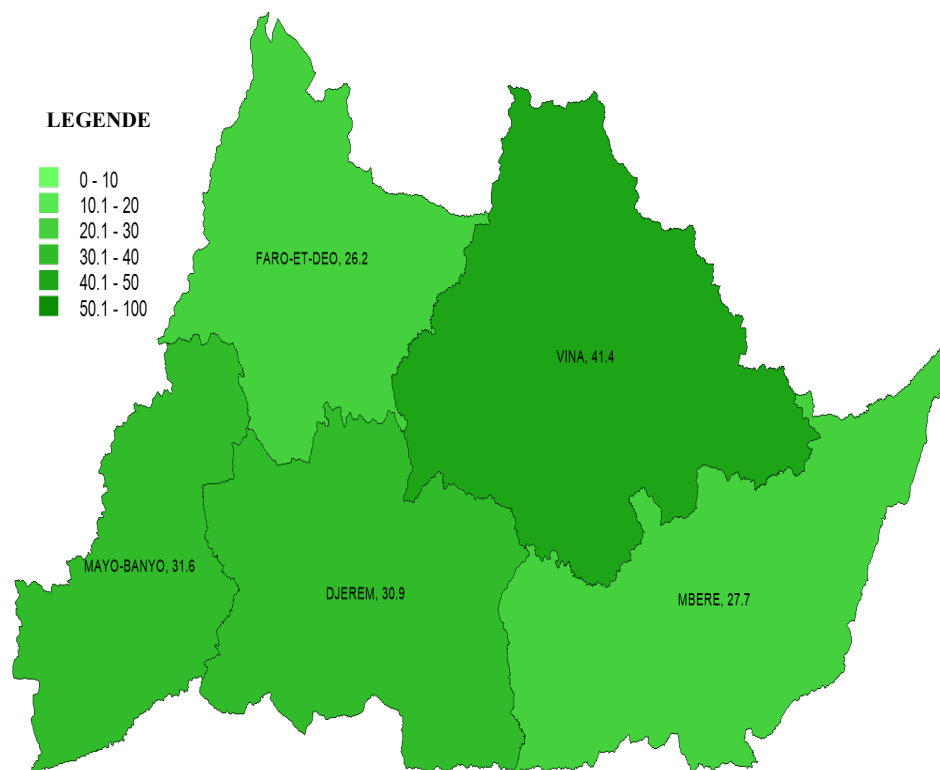 LEGENDE
0 - 10
10.1 - 20
20.1 - 30
30.1 - 40
40.1 - 50
50.1 - 100
FARO-ET-DEO, 26.2
VINA, 41.4
MAYO-BANYO, 31.6
DJEREM, 30.9
MBERE, 27.7